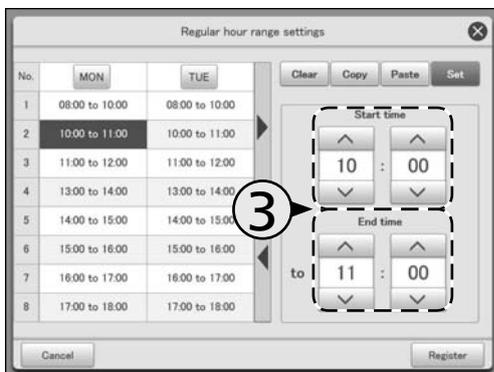 Regular hour range settings
No. MON TUE Clear Copy Paste Set
1 08:00 to 10:00 08:00 to 10:00
Start time
2 10:00 to 11:00 10:00 to 11:00
3 11:00 to 12:00 11:00 to 12:00
10 : 00
4 13:00 to 14:00 13:00 to 14:00
5 14:00 to 15:00 14:00 to 15:00
3
End time
6 15:00 to 16:00 15:00 to 16:00
7 16:00 to 17:00 16:00 to 17:00
to 11 : 00
8 17:00 to 18:00 17:00 to 18:00
Cancel Register